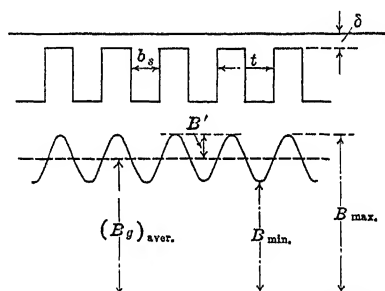 δ
b_s
t
B'
(B_g)_aver.
B_min.
B_max.